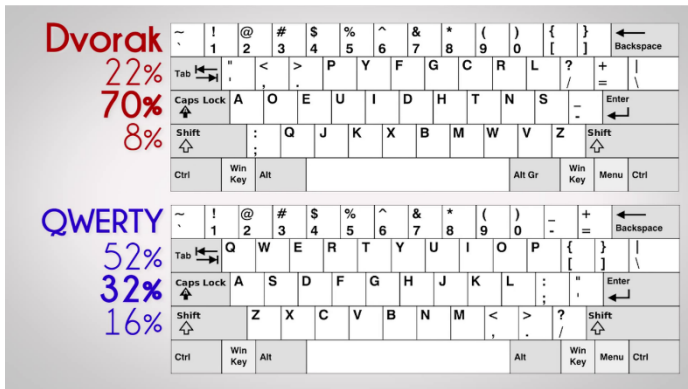 Dvorak
~ ! @ # $ % ^ & * ( ) { }
` 1 2 3 4 5 6 7 8 9 0 [ ] Backspace
22% Tab " < > P Y F G C R L ? + |
' , . / = \
70% Caps Lock A O E U I D H T N S _ Enter
-
8% Shift : Q J K X B M W V Z Shift
;
Ctrl Win Key Alt Alt Gr Win Key Menu Ctrl
QWERTY
~ ! @ # $ % ^ & * ( ) _ +
` 1 2 3 4 5 6 7 8 9 0 - = Backspace
52% Tab Q W E R T Y U I O P { } |
[ ] \
32% Caps Lock A S D F G H J K L : " Enter
; '
16% Shift Z X C V B N M < > ? Shift
, . /
Ctrl Win Key Alt Alt Win Key Menu Ctrl